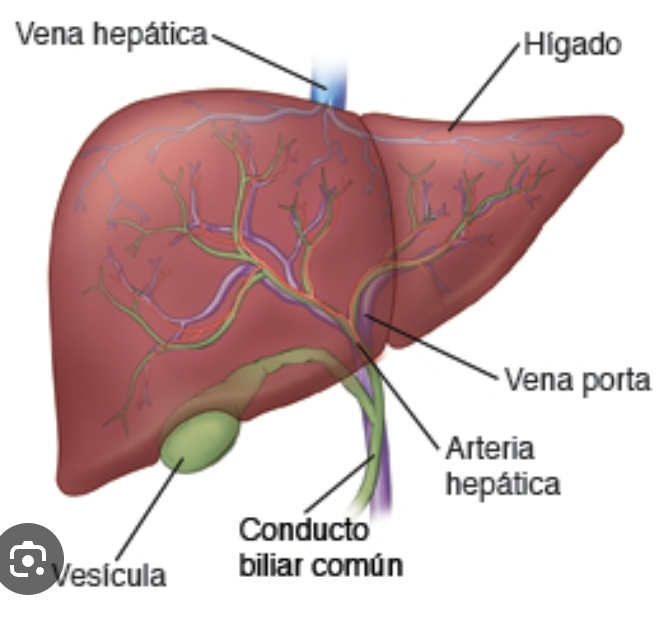 Vena hepática
Hígado
Vena porta
Arteria
hepática
Conducto
biliar común
Vesícula